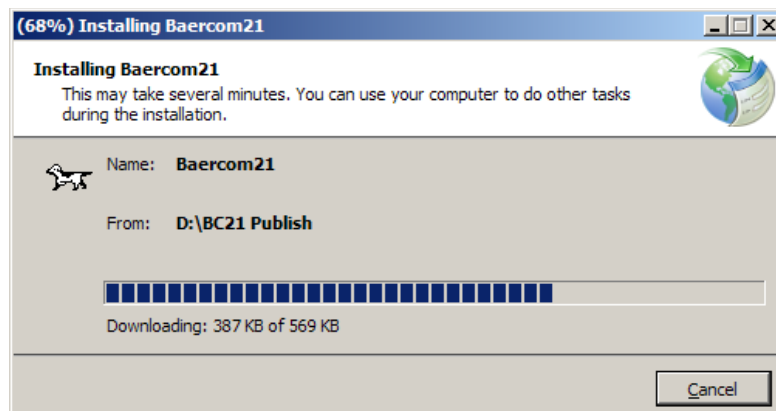 (68%) Installing Baercom21
Installing Baercom21
This may take several minutes. You can use your computer to do other tasks
during the installation.
Name: Baercom21
From: D:\BC21 Publish
Downloading: 387 KB of 569 KB
Cancel